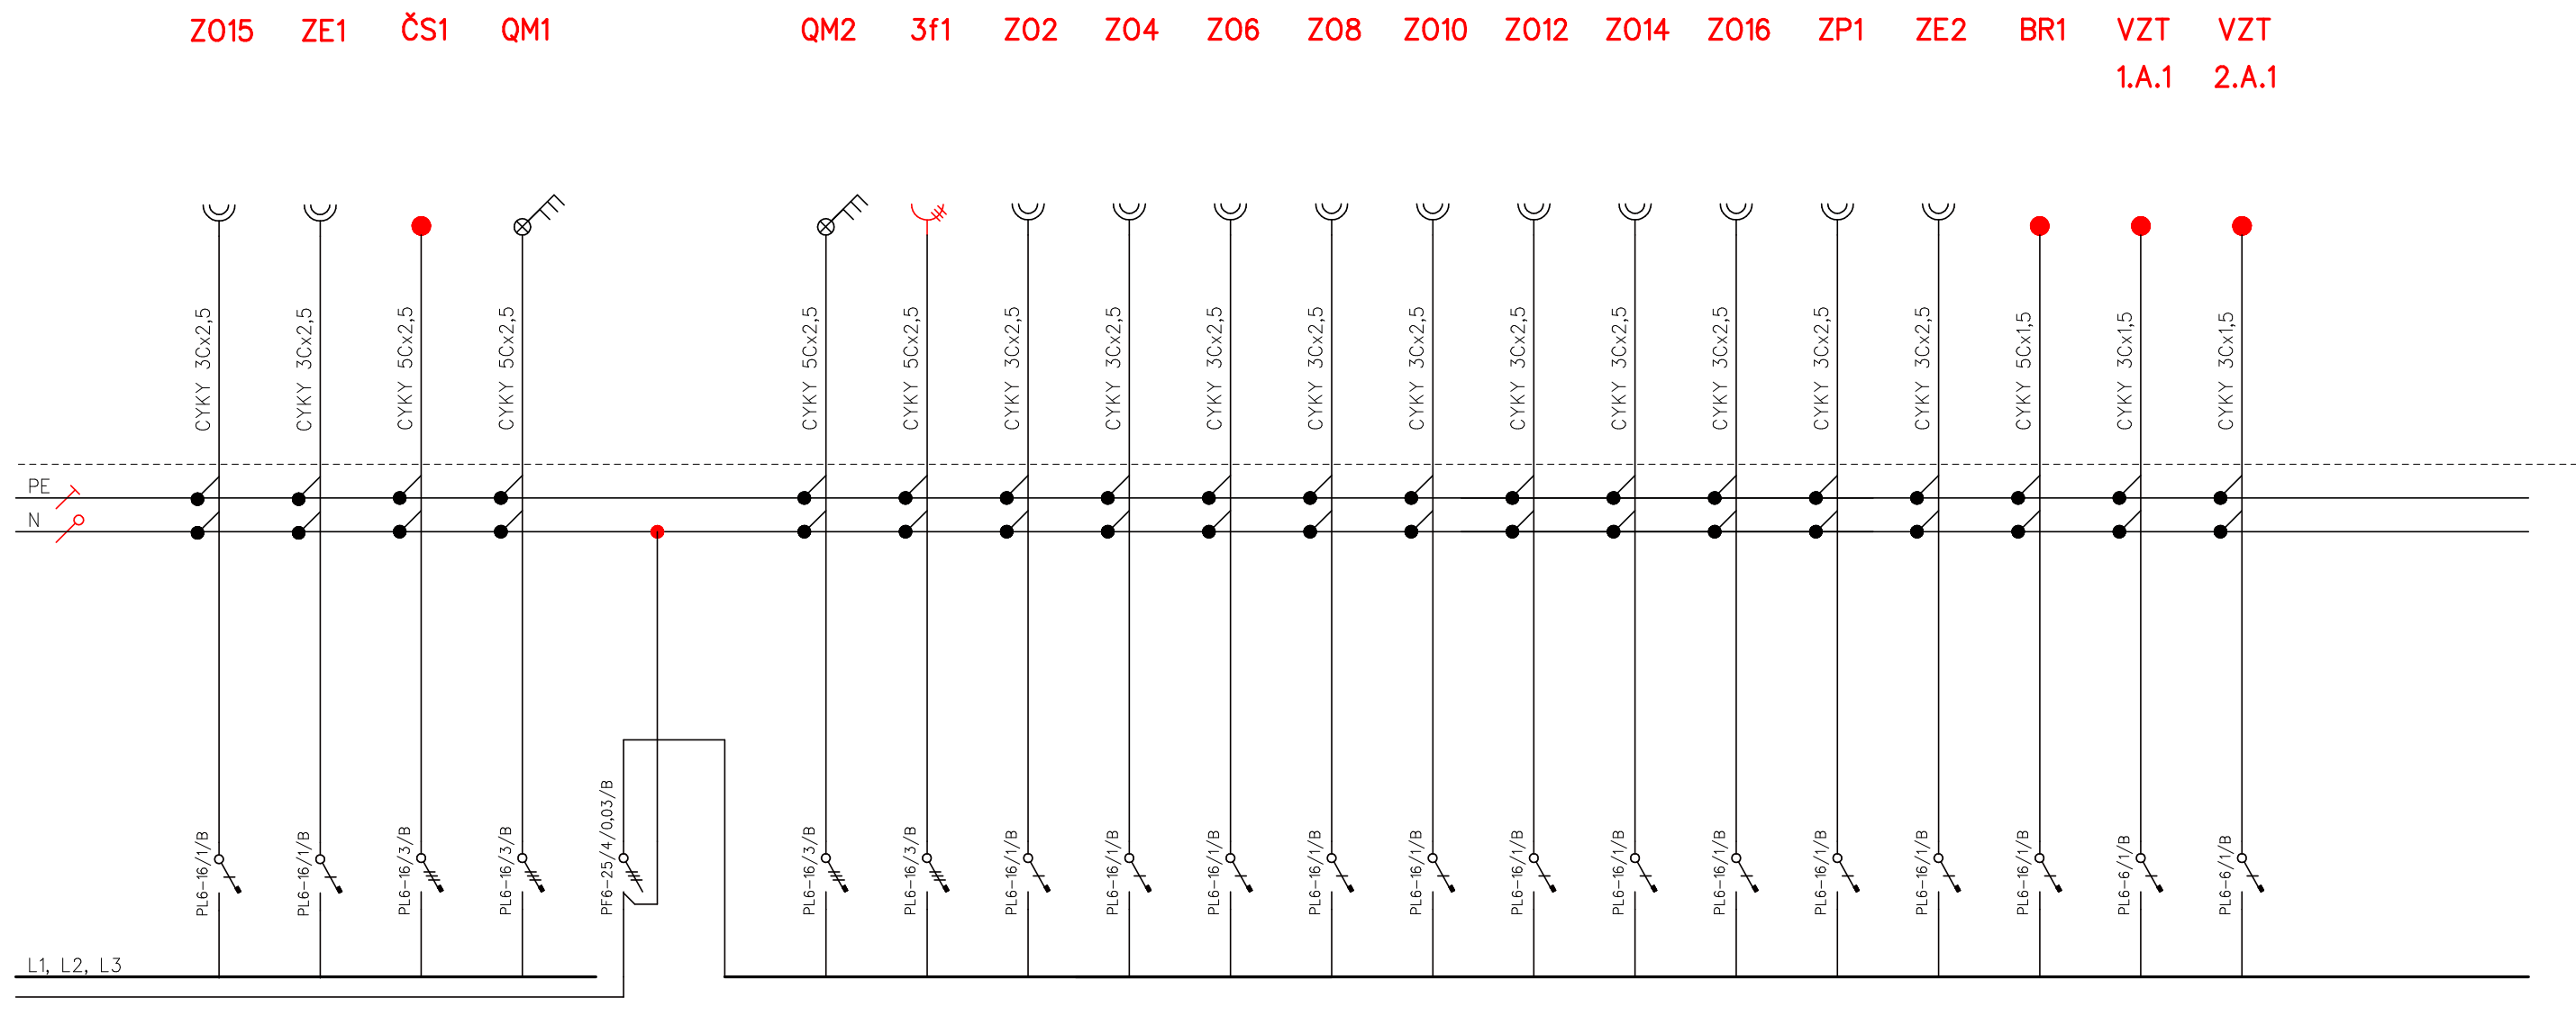 ZO15 ZE1 ČS1 QM1 QM2 3f1 ZO2 ZO4 ZO6 ZO8 ZO10 ZO12 ZO14 ZO16 ZP1 ZE2 BR1 VZT VZT
1.A.1 2.A.1
CYKY 3Cx2,5
CYKY 3Cx2,5
CYKY 5Cx2,5
CYKY 5Cx2,5
CYKY 5Cx2,5
CYKY 5Cx2,5
CYKY 3Cx2,5
CYKY 3Cx2,5
CYKY 3Cx2,5
CYKY 3Cx2,5
CYKY 3Cx2,5
CYKY 3Cx2,5
CYKY 3Cx2,5
CYKY 3Cx2,5
CYKY 3Cx2,5
CYKY 3Cx2,5
CYKY 5Cx1,5
CYKY 3Cx1,5
CYKY 3Cx1,5
PE
N
PL6-16/1/B
PL6-16/1/B
PL6-16/3/B
PL6-16/3/B
PF6-25/4/0,03/B
PL6-16/3/B
PL6-16/3/B
PL6-16/1/B
PL6-16/1/B
PL6-16/1/B
PL6-16/1/B
PL6-16/1/B
PL6-16/1/B
PL6-16/1/B
PL6-16/1/B
PL6-16/1/B
PL6-16/1/B
PL6-16/1/B
PL6-6/1/B
PL6-6/1/B
L1, L2, L3